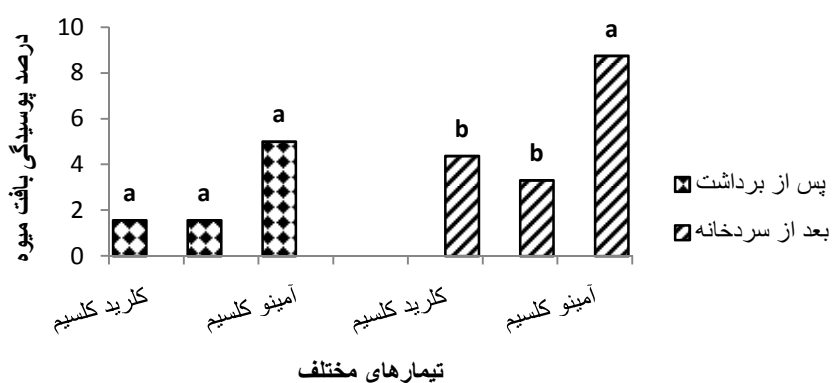 درصد پوسیدگی بافت میوه
10
8
6
4
2
0
a
a
a
b
b
a
کلرید کلسیم
آمینو کلسیم
کلرید کلسیم
آمینو کلسیم
تیمارهای مختلف
پس از برداشت
بعد از سردخانه